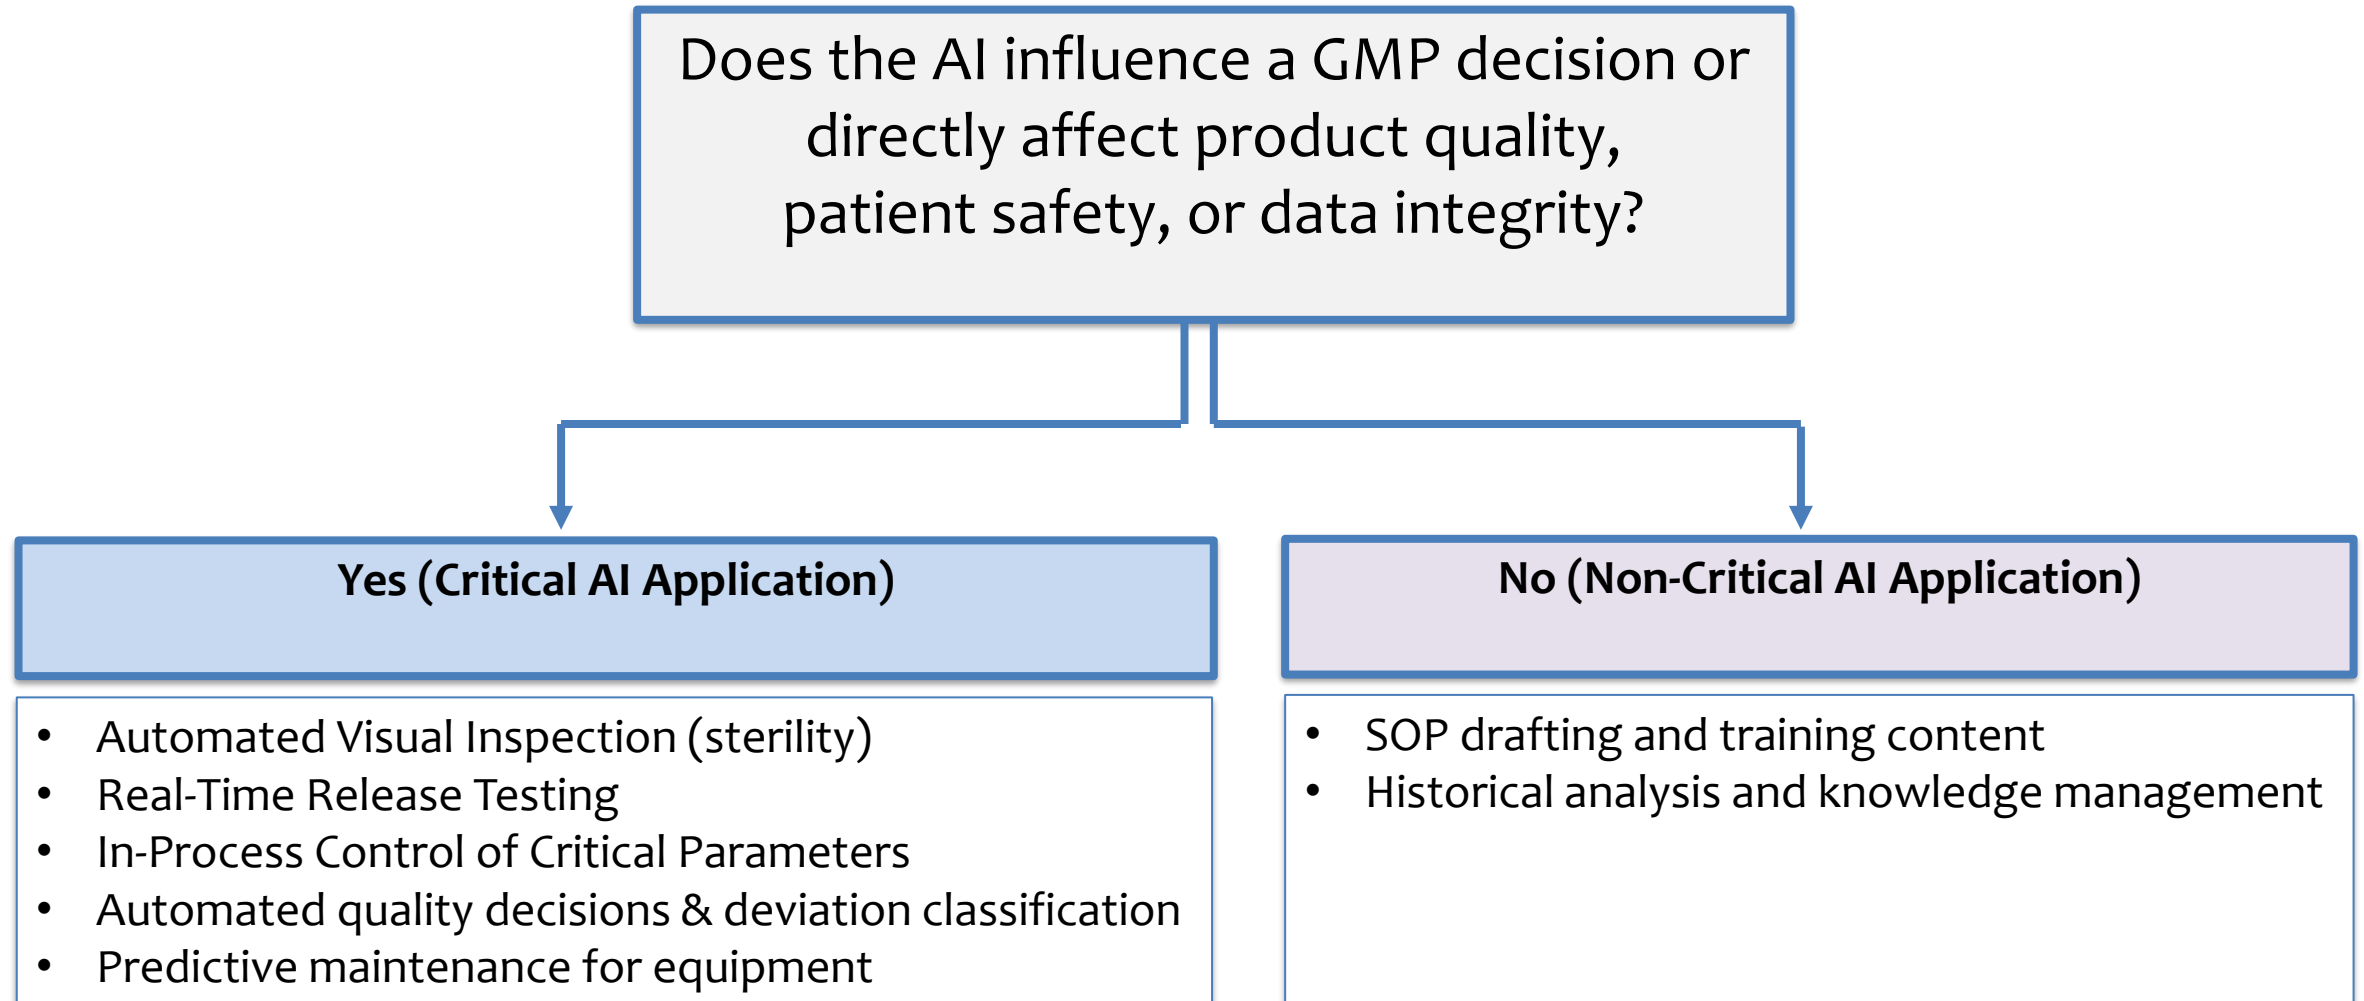 Does the AI influence a GMP decision or
directly affect product quality,
patient safety, or data integrity?
Yes (Critical AI Application)
• Automated Visual Inspection (sterility)
• Real-Time Release Testing
• In-Process Control of Critical Parameters
• Automated quality decisions & deviation classification
• Predictive maintenance for equipment
No (Non-Critical AI Application)
• SOP drafting and training content
• Historical analysis and knowledge management